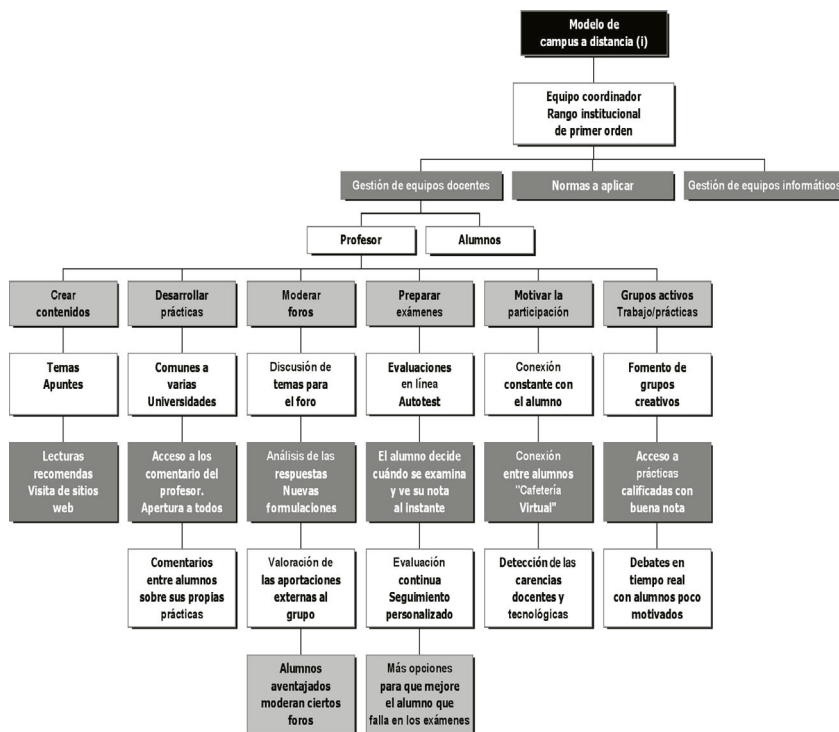 Modelo de
campus a distancia (i)
Equipo coordinador
Rango institucional
de primer orden
Gestión de equipos docentes
Normas a aplicar
Gestión de equipos informáticos
Profesor
Alumnos
Crear
contenidos
Desarrollar
prácticas
Moderar
foros
Preparar
exámenes
Motivar la
participación
Grupos activos
Trabajo/prácticas
Temas
Apuntes
Comunes a
varias
Universidades
Discusión de
temas para
el foro
Evaluaciones
en línea
Autotest
Conexión
constante con
el alumno
Fomento de
grupos
creativos
Lecturas
recomendas
Visita de sitios
web
Acceso a los
comentario del
profesor.
Apertura a todos
Análisis de las
respuestas
Nuevas
formulaciones
El alumno decide
cuándo se examina
y ve su nota
al instante
Conexión
entre alumnos
"Cafetería
Virtual"
Acceso a
prácticas
calificadas con
buena nota
Comentarios
entre alumnos
sobre sus propias
prácticas
Valoración de
las aportaciones
externas al
grupo
Evaluación
continua
Seguimiento
personalizado
Detección de las
carencias
docentes y
tecnológicas
Debates en
tiempo real
con alumnos poco
motivados
Alumnos
aventajados
moderan ciertos
foros
Más opciones
para que mejore
el alumno que
falla en los exámenes